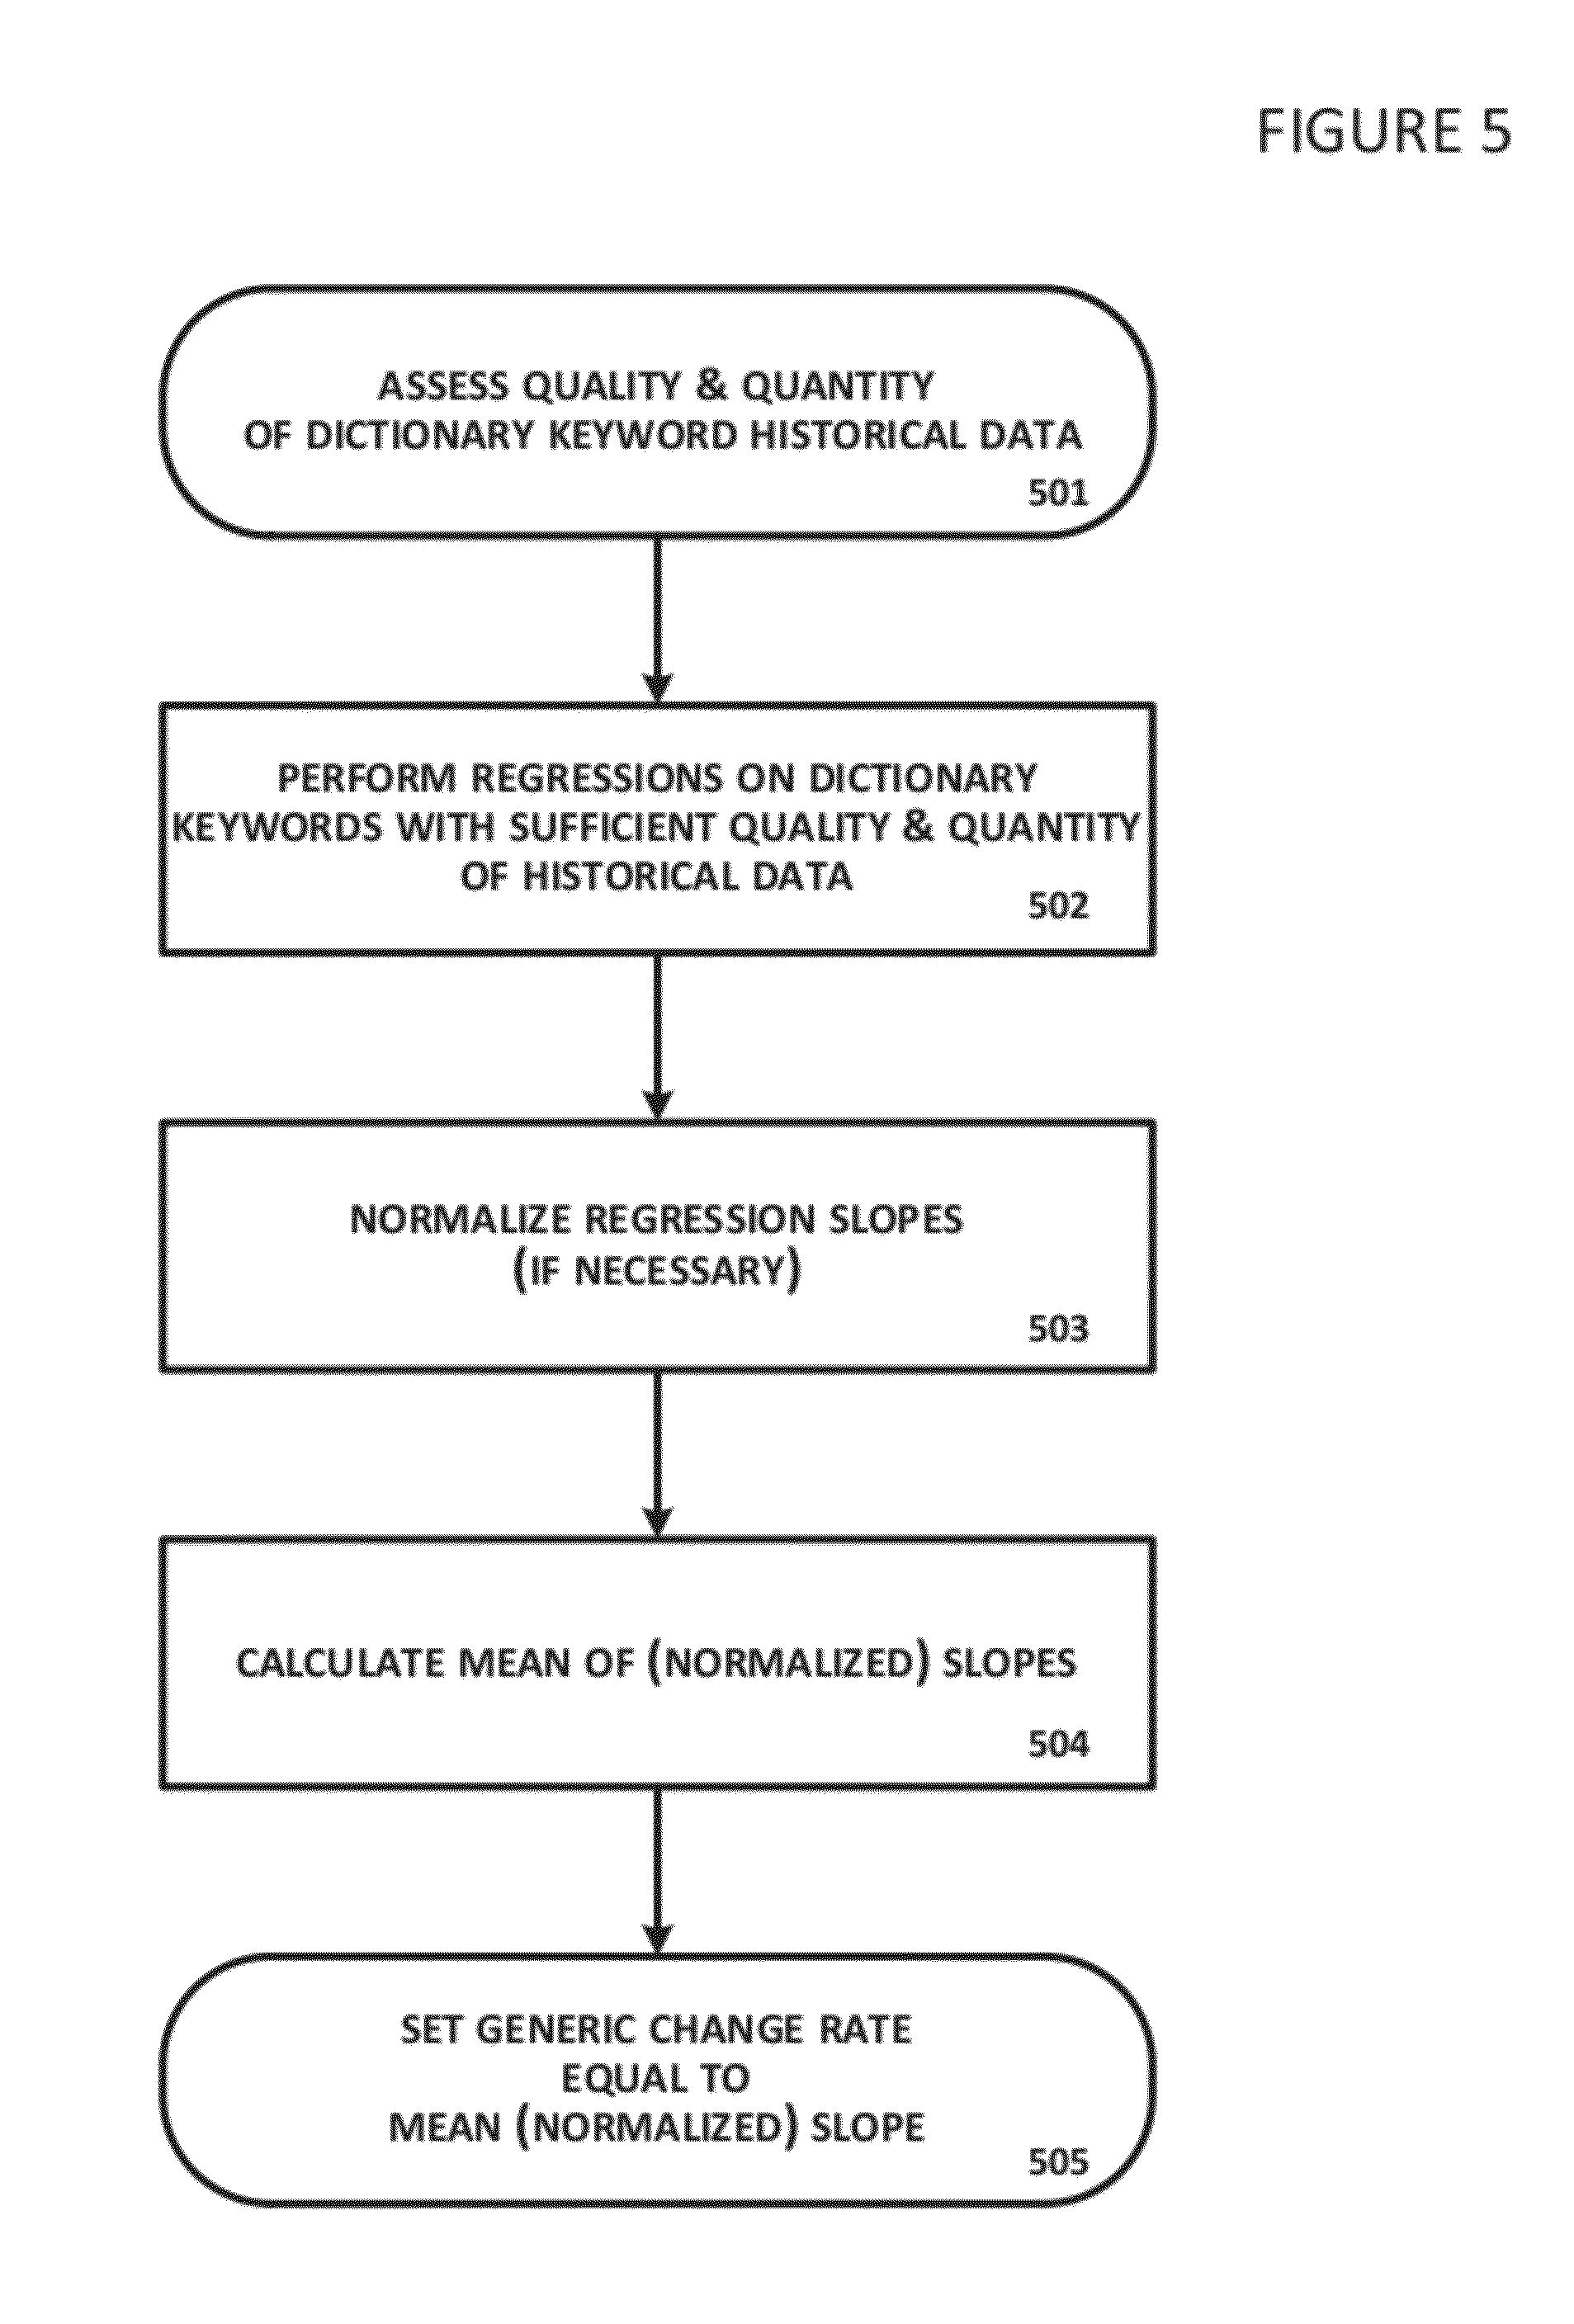 FIGURE 5
ASSESS QUALITY & QUANTITY
OF DICTIONARY KEYWORD HISTORICAL DATA
501
PERFORM REGRESSIONS ON DICTIONARY
KEYWORDS WITH SUFFICIENT QUALITY & QUANTITY
OF HISTORICAL DATA
502
NORMALIZE REGRESSION SLOPES
(IF NECESSARY)
503
CALCULATE MEAN OF (NORMALIZED) SLOPES
504
SET GENERIC CHANGE RATE
EQUAL TO
MEAN (NORMALIZED) SLOPE
505